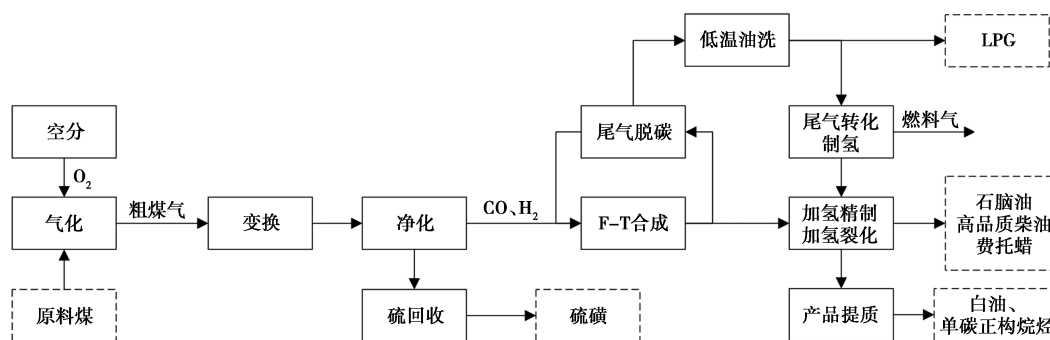 低温油洗
LPG
空分
尾气脱碳
尾气转化
制氢
燃料气
O₂
气化
粗煤气
变换
净化
CO、H₂
F-T合成
加氢精制
加氢裂化
石脑油
高品质柴油
费托蜡
原料煤
硫回收
硫磺
产品提质
白油、
单碳正构烷烃